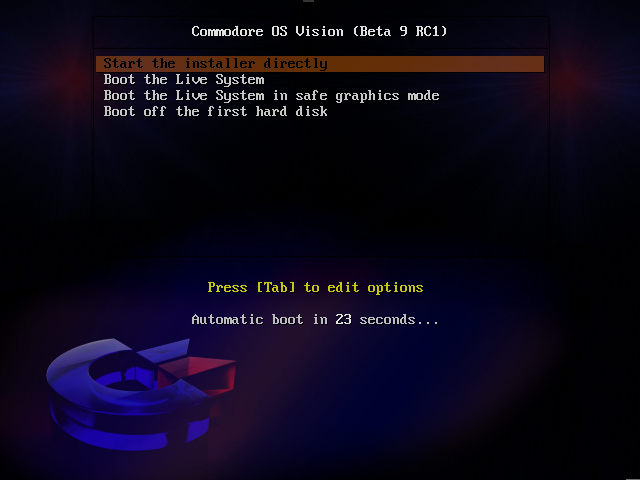 Commodore OS Vision (Beta 9 RC1)
Start the installer directly
Boot the Live System
Boot the Live System in safe graphics mode
Boot off the first hard disk
Press [Tab] to edit options
Automatic boot in 23 seconds...